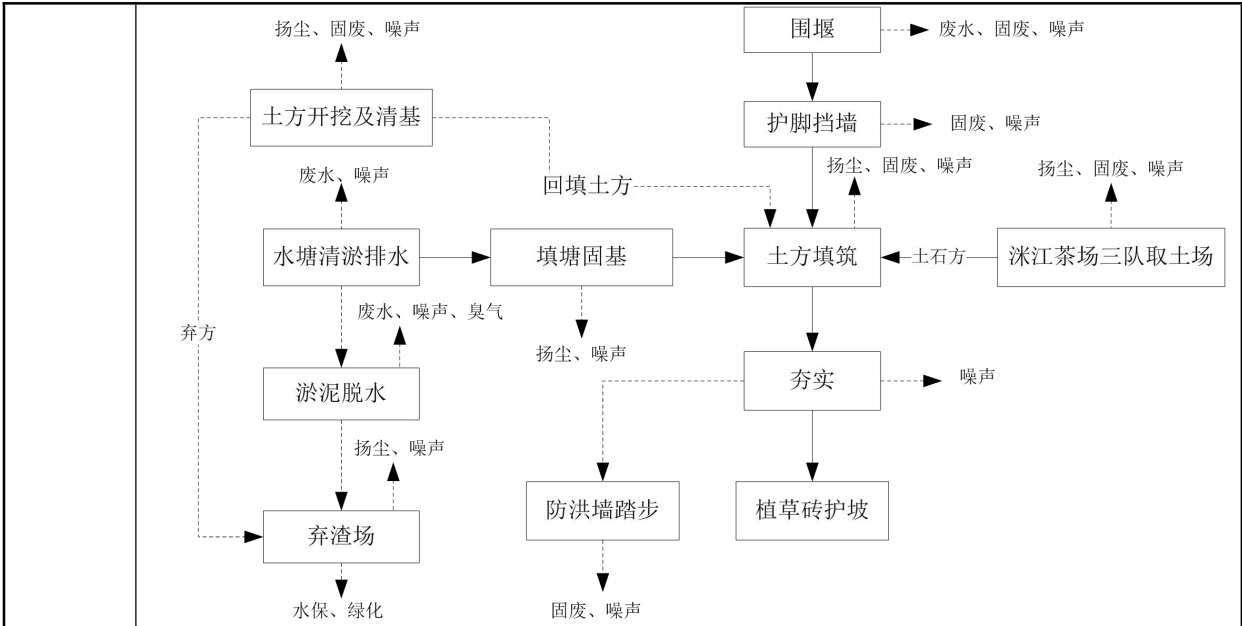 扬尘、固废、噪声
围堰
废水、固废、噪声
土方开挖及清基
护脚挡墙
固废、噪声
废水、噪声
回填土方
扬尘、固废、噪声
扬尘、固废、噪声
水塘清淤排水
填塘固基
土方填筑
土石方
洣江茶场三队取土场
弃方
废水、噪声、臭气
扬尘、噪声
淤泥脱水
夯实
噪声
扬尘、噪声
弃渣场
防洪墙踏步
植草砖护坡
水保、绿化
固废、噪声